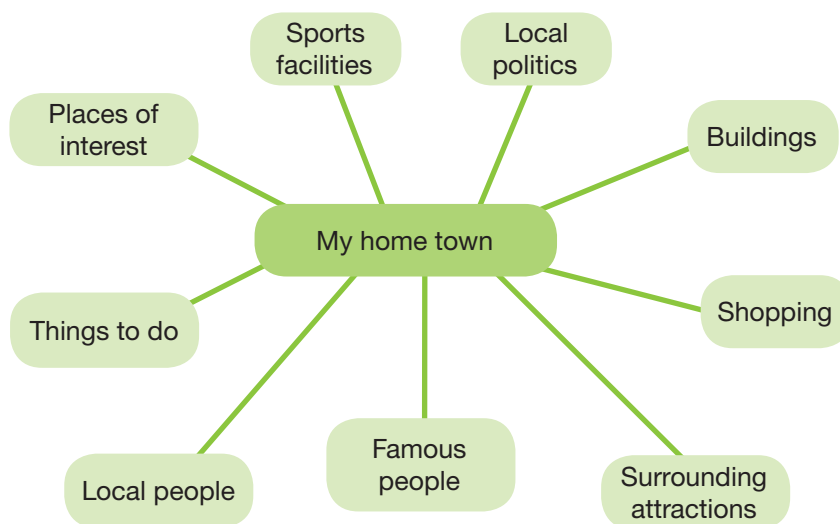 Sports
facilities
Local
politics
Places of
interest
Buildings
My home town
Things to do
Shopping
Local people
Famous
people
Surrounding
attractions